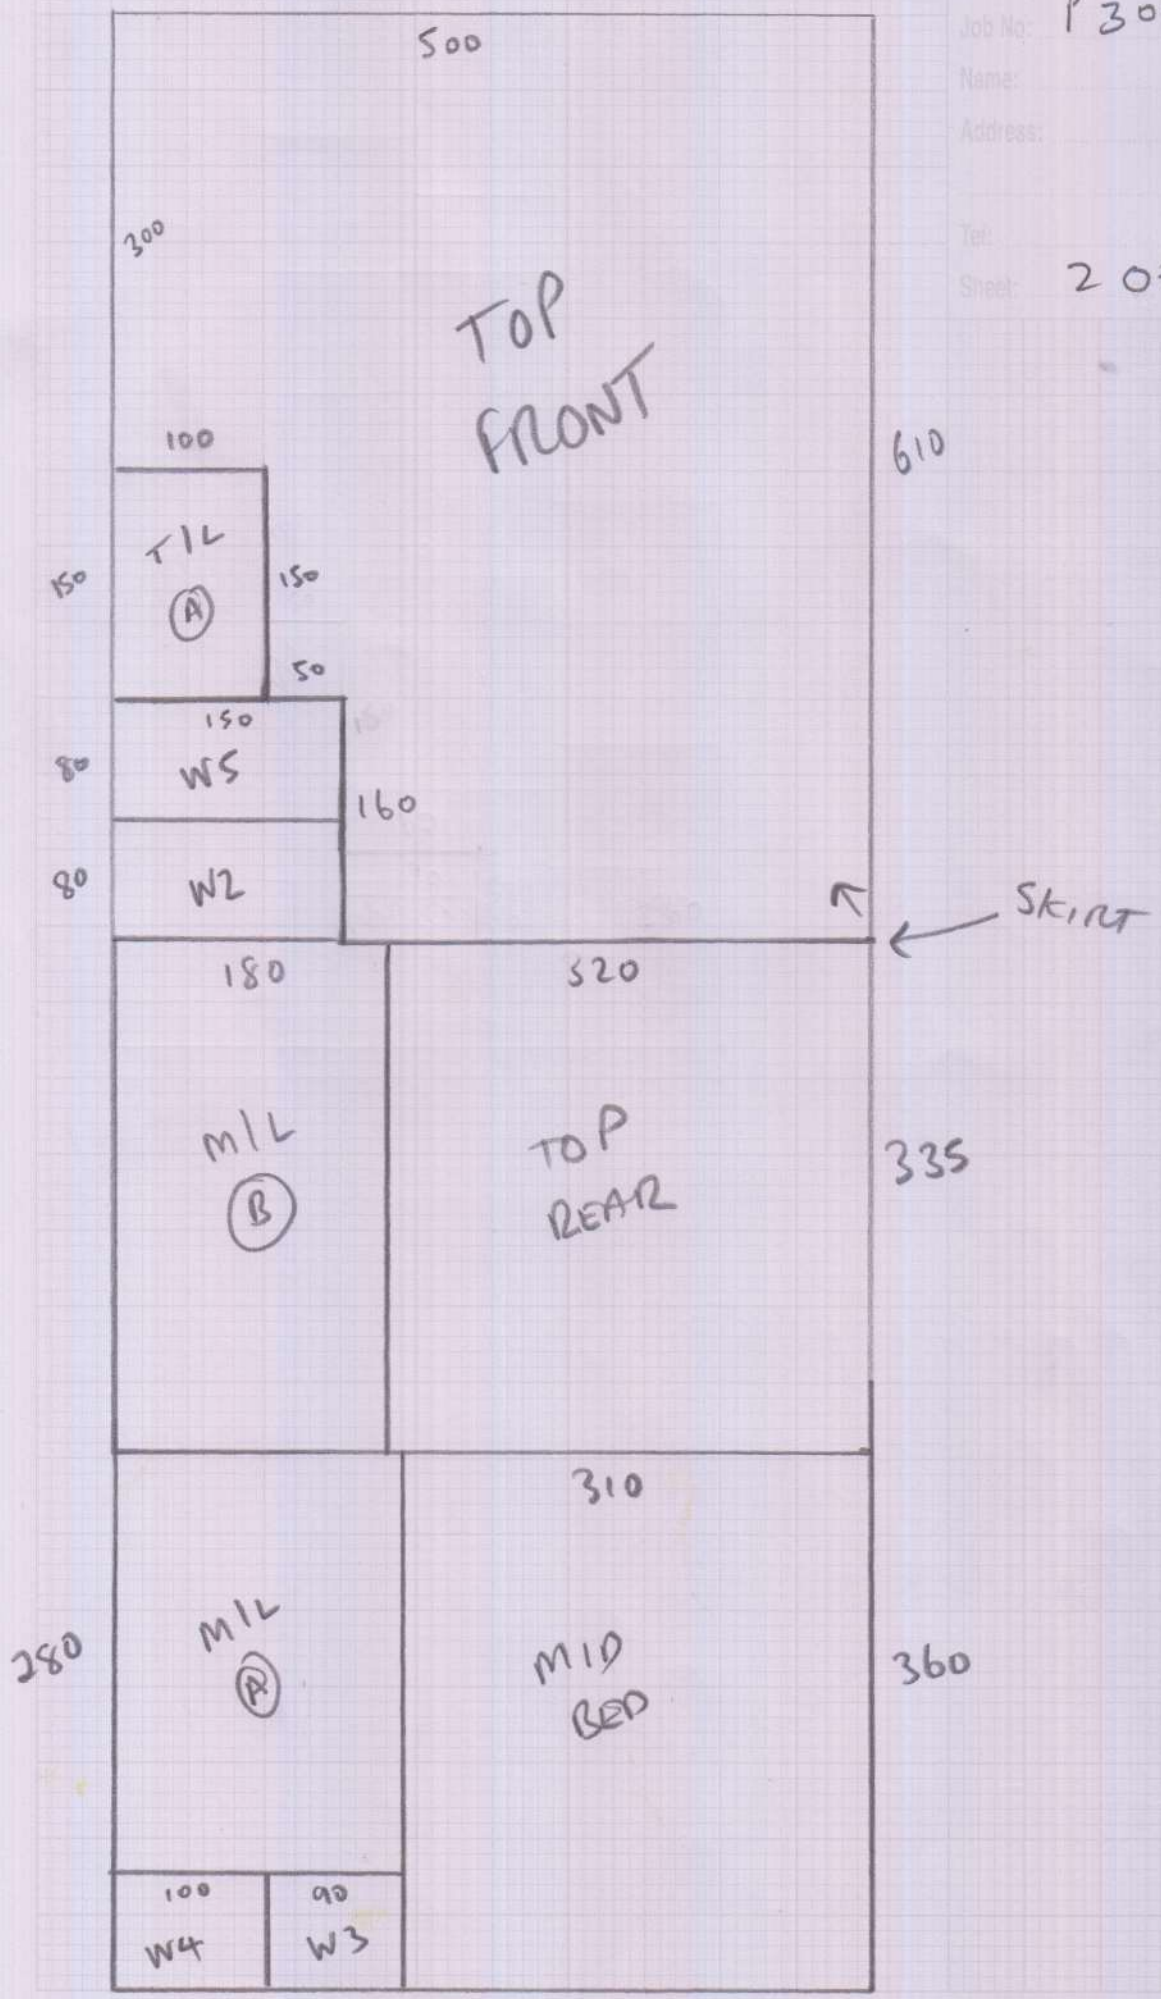 500
Job No: P30
Name:
Address:
Tel:
Sheet: 20
300
TOP
FRONT
100
610
T/L
A
150
150
50
150
W5
80
160
80
W2
SKIRT
180
520
M/L
B
TOP
REAR
335
310
M/L
A
280
MID
BED
360
100
90
W4
W3